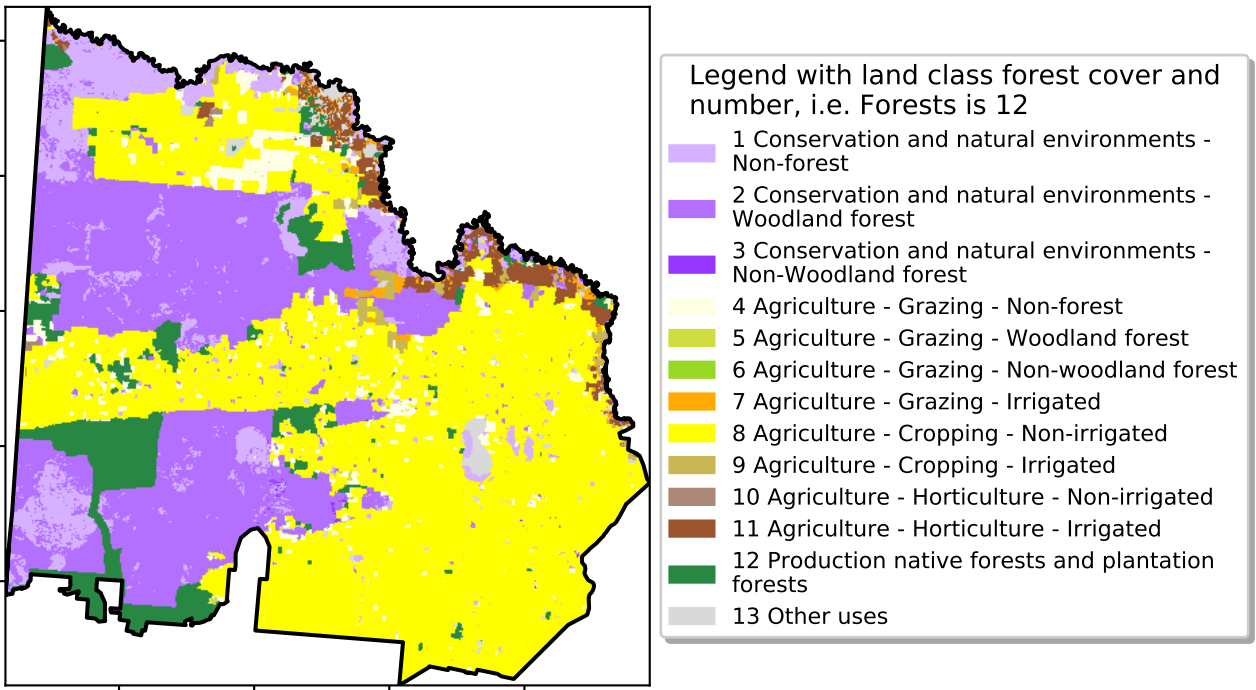 Legend with land class forest cover and
number, i.e. Forests is 12
1 Conservation and natural environments -
Non-forest
2 Conservation and natural environments -
Woodland forest
3 Conservation and natural environments -
Non-Woodland forest
4 Agriculture - Grazing - Non-forest
5 Agriculture - Grazing - Woodland forest
6 Agriculture - Grazing - Non-woodland forest
7 Agriculture - Grazing - Irrigated
8 Agriculture - Cropping - Non-irrigated
9 Agriculture - Cropping - Irrigated
10 Agriculture - Horticulture - Non-irrigated
11 Agriculture - Horticulture - Irrigated
12 Production native forests and plantation
forests
13 Other uses